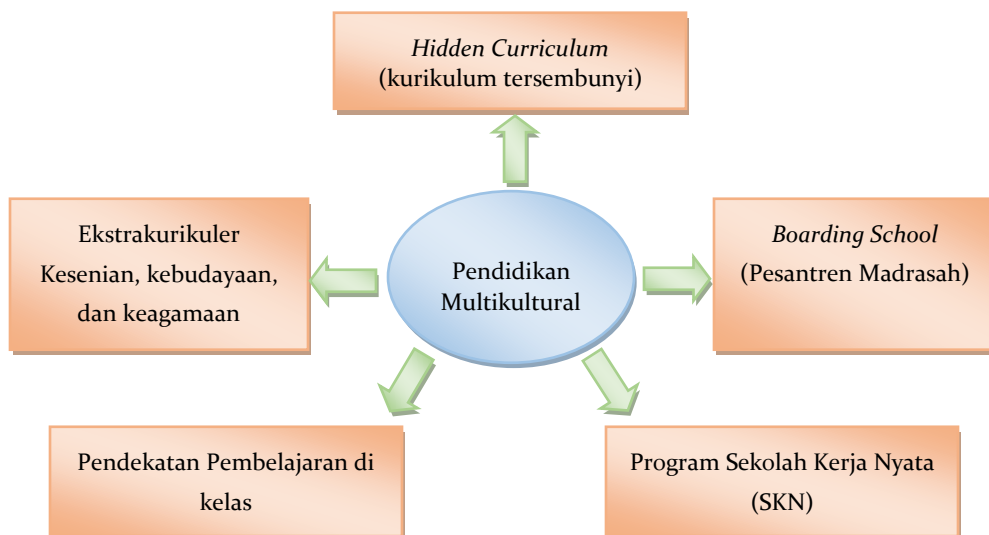 Hidden Curriculum
(kurikulum tersembunyi)
Ekstrakurikuler
Kesenian, kebudayaan,
dan keagamaan
Pendidikan
Multikultural
Boarding School
(Pesantren Madrasah)
Pendekatan Pembelajaran di
kelas
Program Sekolah Kerja Nyata
(SKN)